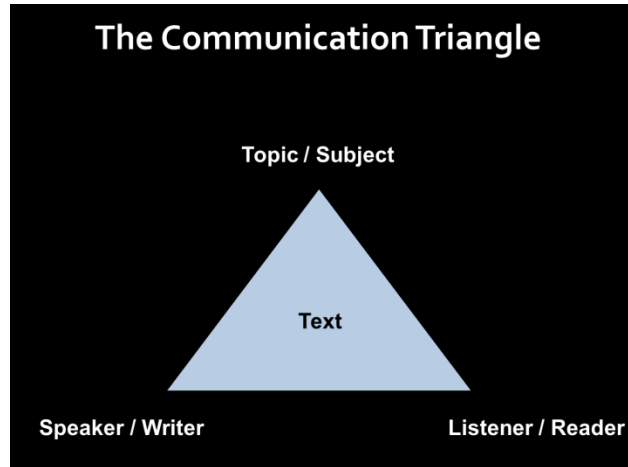 The Communication Triangle
Topic / Subject
Text
Speaker / Writer
Listener / Reader